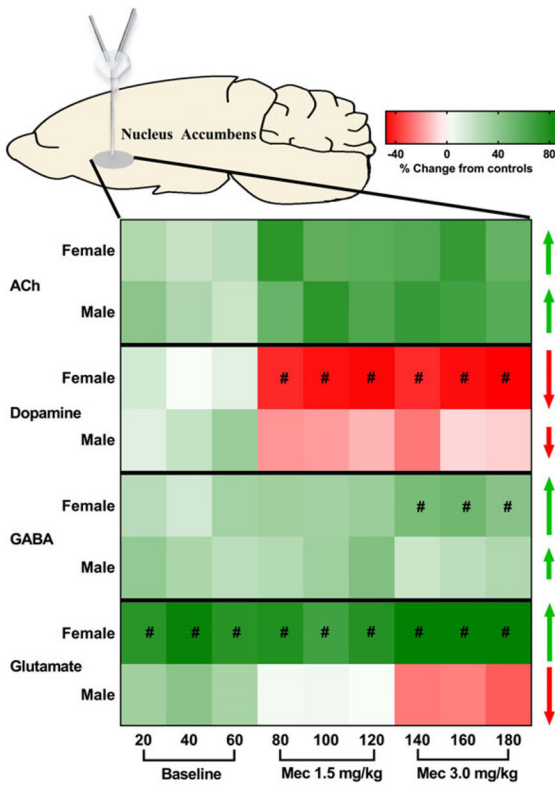 Nucleus Accumbens
-40 0 40 80
% Change from controls
Female
ACh
Male
Female # # # # # #
Dopamine
Male
Female # # #
GABA
Male
Female # # # # # # # # #
Glutamate
Male
20 40 60 80 100 120 140 160 180
Baseline Mec 1.5 mg/kg Mec 3.0 mg/kg